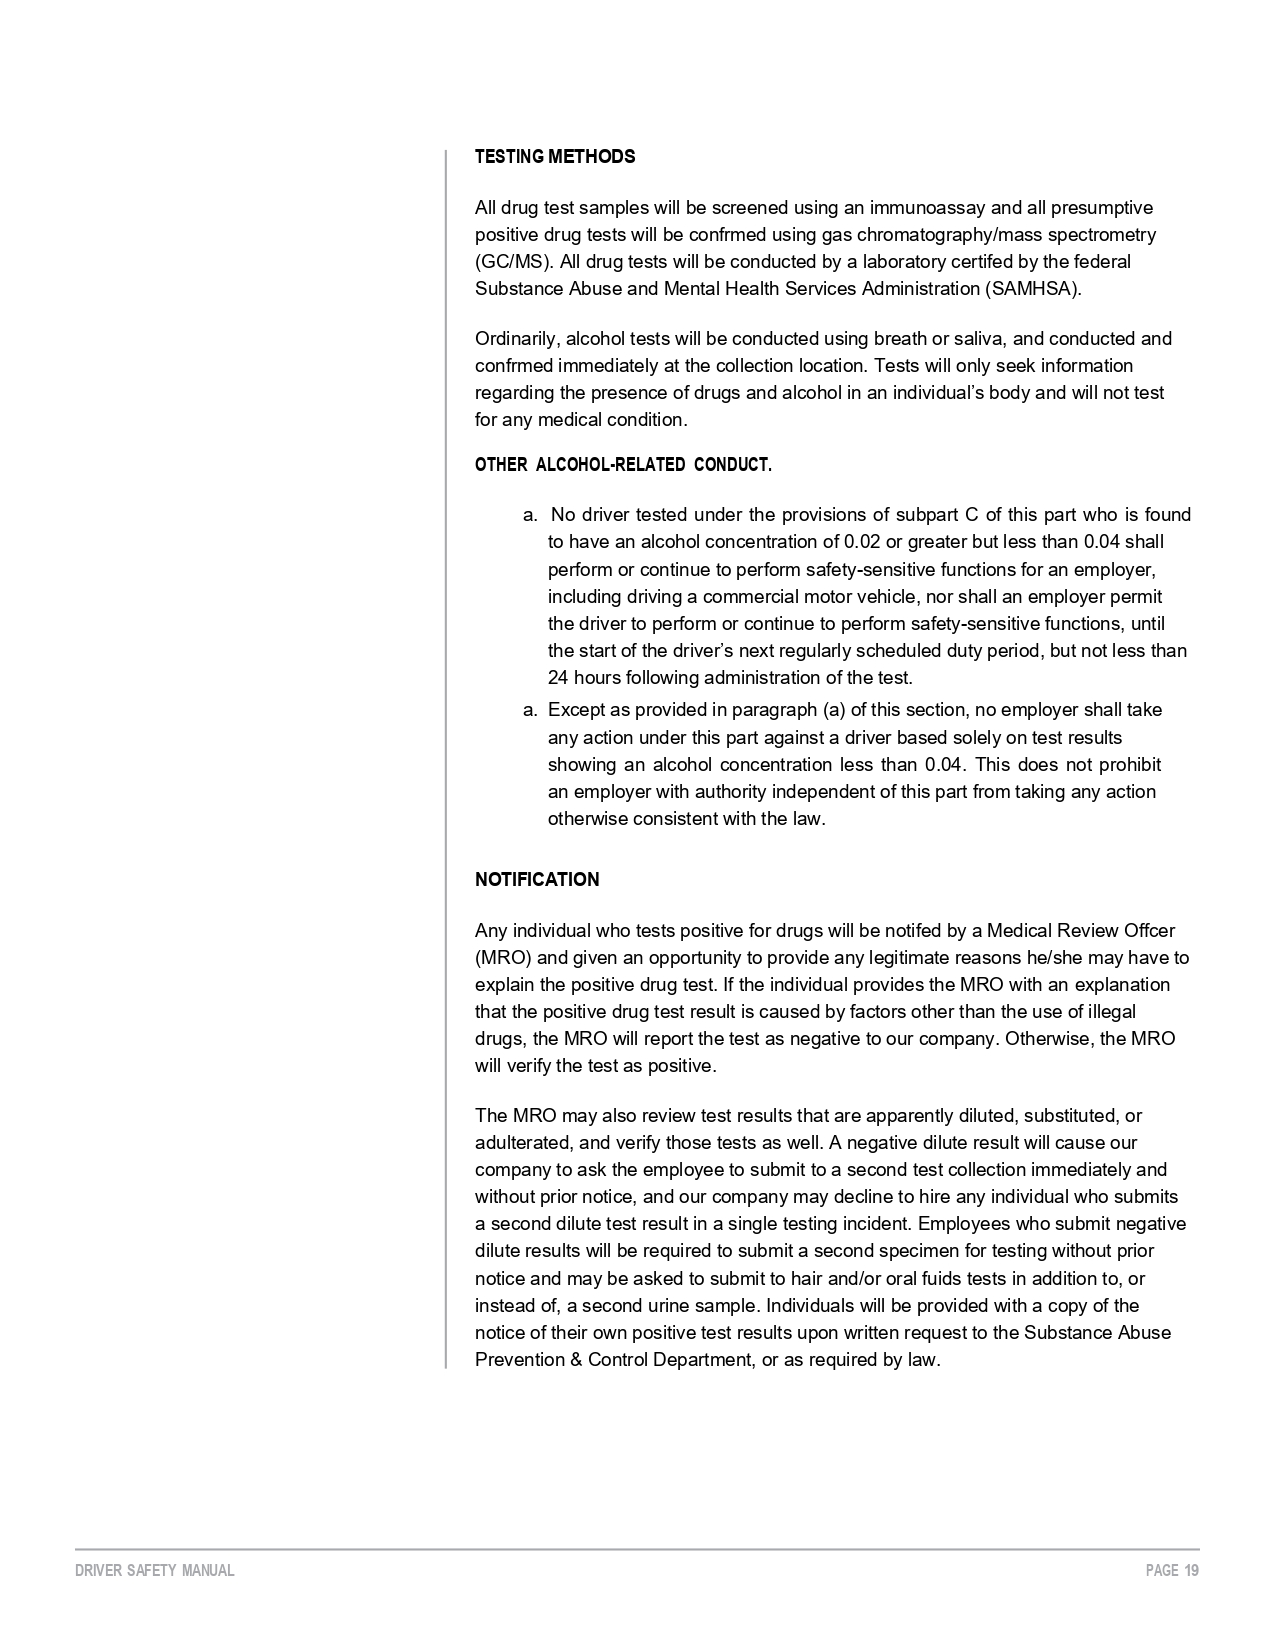 TESTING METHODS
All drug test samples will be screened using an immunoassay and all presumptive
positive drug tests will be confrmed using gas chromatography/mass spectrometry
(GC/MS). All drug tests will be conducted by a laboratory certifed by the federal
Substance Abuse and Mental Health Services Administration (SAMHSA).
Ordinarily, alcohol tests will be conducted using breath or saliva, and conducted and
confrmed immediately at the collection location. Tests will only seek information
regarding the presence of drugs and alcohol in an individual’s body and will not test
for any medical condition.
OTHER ALCOHOL-RELATED CONDUCT.
a. No driver tested under the provisions of subpart C of this part who is found
to have an alcohol concentration of 0.02 or greater but less than 0.04 shall
perform or continue to perform safety-sensitive functions for an employer,
including driving a commercial motor vehicle, nor shall an employer permit
the driver to perform or continue to perform safety-sensitive functions, until
the start of the driver’s next regularly scheduled duty period, but not less than
24 hours following administration of the test.
a. Except as provided in paragraph (a) of this section, no employer shall take
any action under this part against a driver based solely on test results
showing an alcohol concentration less than 0.04. This does not prohibit
an employer with authority independent of this part from taking any action
otherwise consistent with the law.
NOTIFICATION
Any individual who tests positive for drugs will be notifed by a Medical Review Offcer
(MRO) and given an opportunity to provide any legitimate reasons he/she may have to
explain the positive drug test. If the individual provides the MRO with an explanation
that the positive drug test result is caused by factors other than the use of illegal
drugs, the MRO will report the test as negative to our company. Otherwise, the MRO
will verify the test as positive.
The MRO may also review test results that are apparently diluted, substituted, or
adulterated, and verify those tests as well. A negative dilute result will cause our
company to ask the employee to submit to a second test collection immediately and
without prior notice, and our company may decline to hire any individual who submits
a second dilute test result in a single testing incident. Employees who submit negative
dilute results will be required to submit a second specimen for testing without prior
notice and may be asked to submit to hair and/or oral fuids tests in addition to, or
instead of, a second urine sample. Individuals will be provided with a copy of the
notice of their own positive test results upon written request to the Substance Abuse
Prevention & Control Department, or as required by law.
DRIVER SAFETY MANUAL
PAGE 19